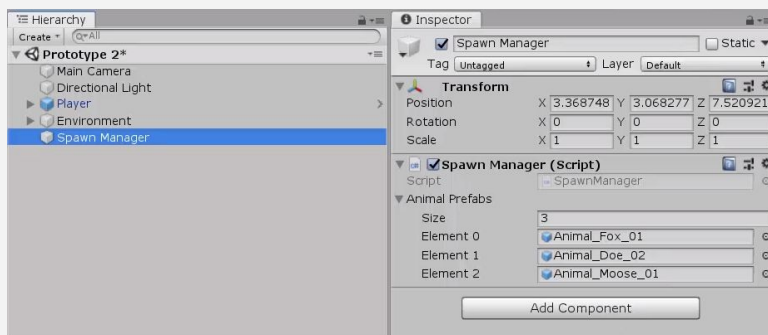 Hierarchy
Create
All
Prototype 2*
Main Camera
Directional Light
Player
Environment
Spawn Manager
Inspector
Spawn Manager Static
Tag Untagged Layer Default
Transform
Position X 3.368748 Y 3.068277 Z 7.520921
Rotation X 0 Y 0 Z 0
Scale X 1 Y 1 Z 1
Spawn Manager (Script)
Script SpawnManager
Animal Prefabs
Size 3
Element 0 Animal_Fox_01
Element 1 Animal_Doe_02
Element 2 Animal_Moose_01
Add Component